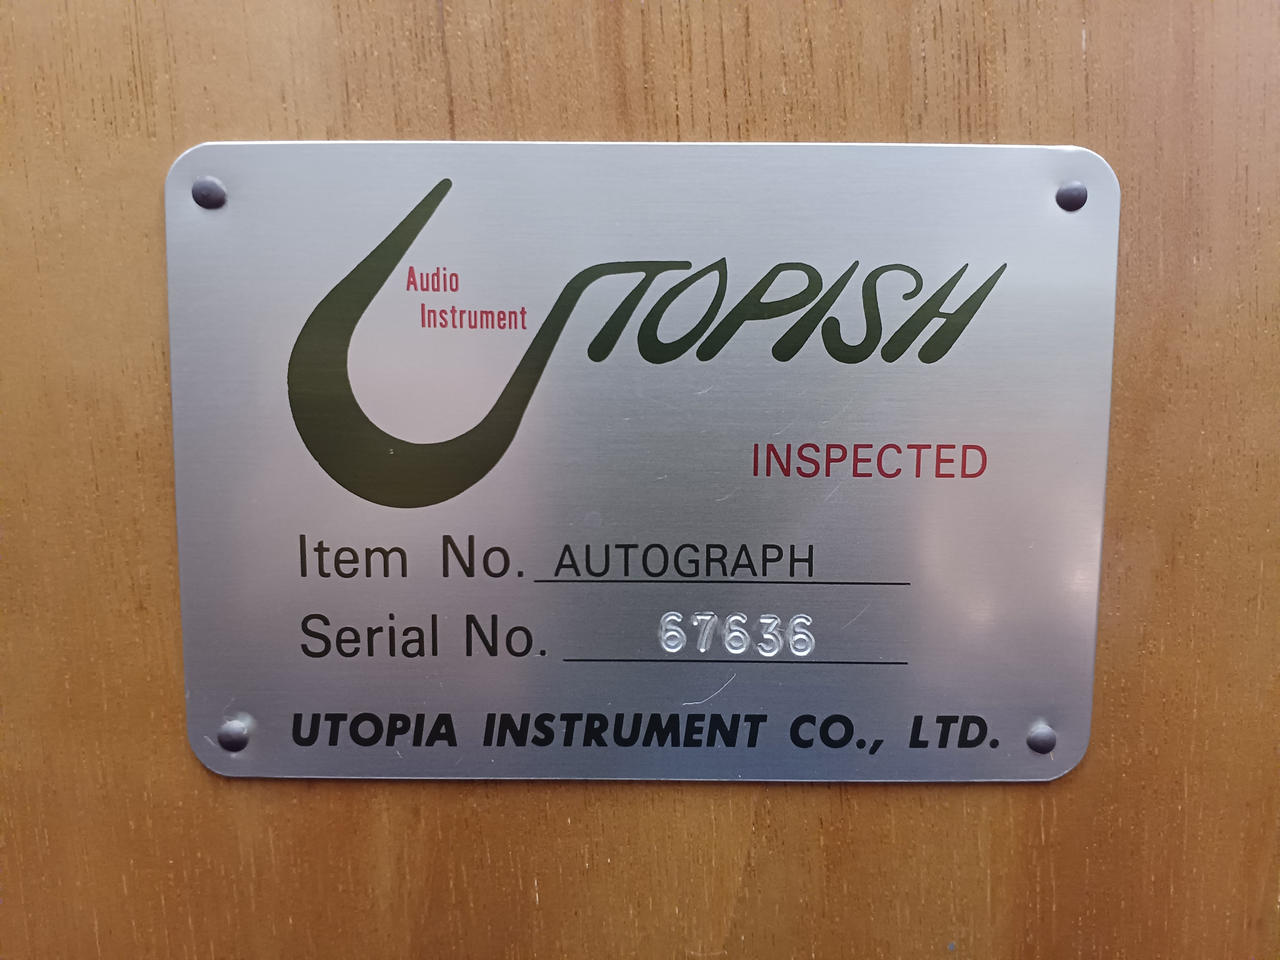 UTOPISH
Audio
Instrument
INSPECTED
Item No. AUTOGRAPH
Serial No. 67636
UTOPIA INSTRUMENT CO., LTD.